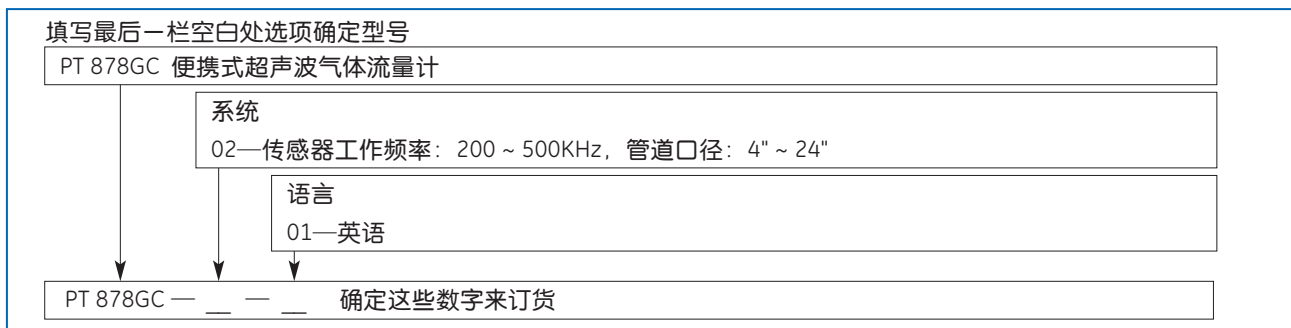 填写最后一栏空白处选项确定型号
PT 878GC 便携式超声波气体流量计
系统
02—传感器工作频率：200 ~ 500KHz，管道口径：4" ~ 24"
语言
01—英语
PT 878GC — __ — __ 确定这些数字来订货